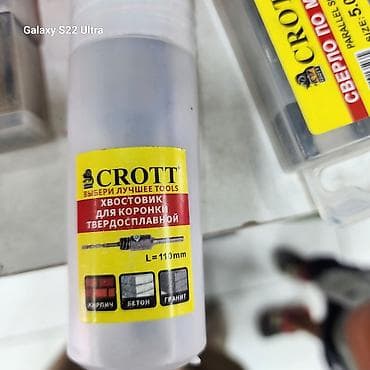 Galaxy S22 Ultra
CROTT
ВЫБЕРИ ЛУЧШЕЕ TOOLS
ХВОСТОВИК
ДЛЯ КОРОНКИ
ТВЕРДОСПЛАВНОЙ
L=110mm
КИРПИЧ
БЕТОН
ГРАНИТ
CROTT
СВЕРЛО ПО
PARALLEL
SIZE: 5.0